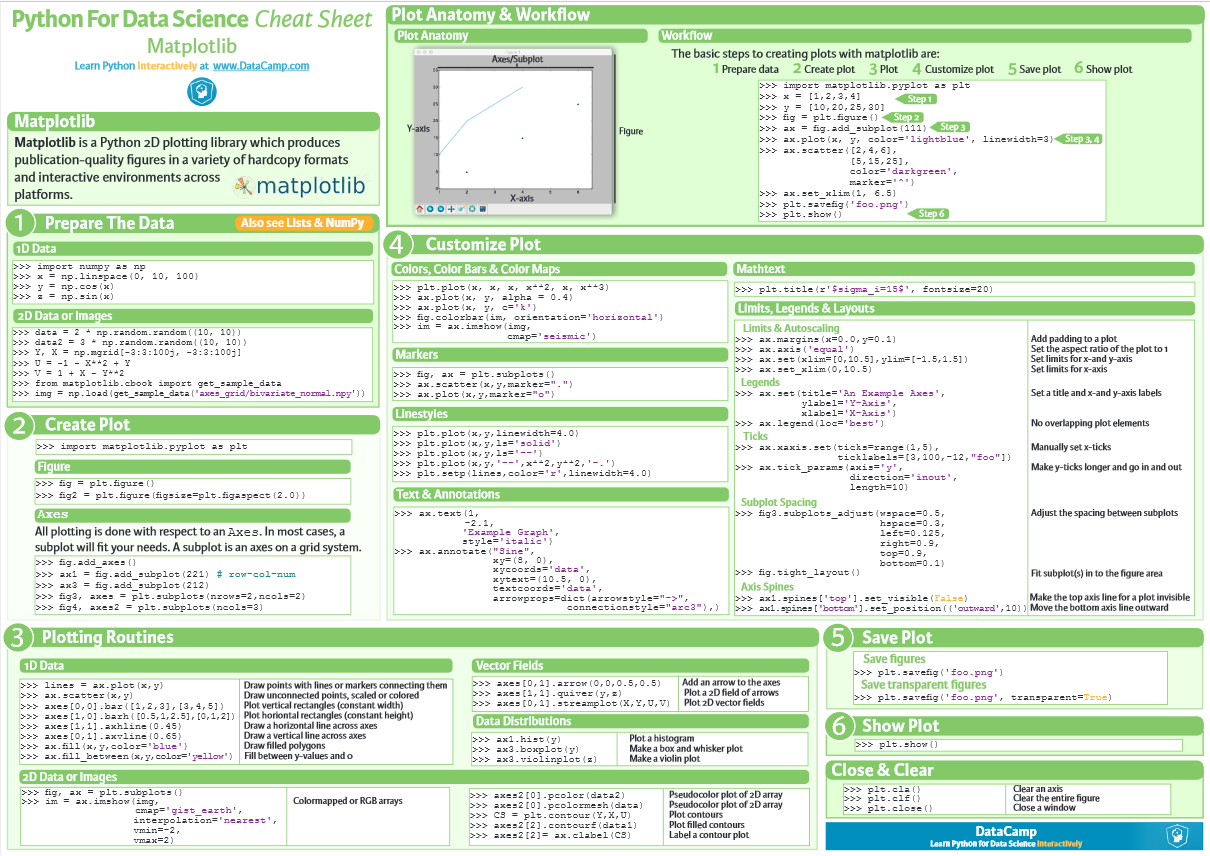 Python For Data Science Cheat Sheet
Matplotlib
Learn Python Interactively at www.DataCamp.com
Matplotlib
Matplotlib is a Python 2D plotting library which produces
publication-quality figures in a variety of hardcopy formats
and interactive environments across
platforms.
matplotlib
1 Prepare The Data
Also see Lists & NumPy
1D Data
>>> import numpy as np
>>> x = np.linspace(0, 10, 100)
>>> y = np.cos(x)
>>> z = np.sin(x)
2D Data or Images
>>> data = 2 * np.random.random((10, 10))
>>> data2 = 3 * np.random.random((10, 10))
>>> Y, X = np.mgrid[-3:3:100j, -3:3:100j]
>>> U = -1 - X**2 + Y
>>> V = 1 + X - Y**2
>>> from matplotlib.cbook import get_sample_data
>>> img = np.load(get_sample_data('axes_grid/bivariate_normal.npy'))
2 Create Plot
>>> import matplotlib.pyplot as plt
Figure
>>> fig = plt.figure()
>>> fig2 = plt.figure(figsize=plt.figaspect(2.0))
Axes
All plotting is done with respect to an Axes. In most cases, a
subplot will fit your needs. A subplot is an axes on a grid system.
>>> fig.add_axes()
>>> ax1 = fig.add_subplot(221) # row-col-num
>>> ax3 = fig.add_subplot(212)
>>> fig3, axes = plt.subplots(nrows=2,ncols=2)
>>> fig4, axes2 = plt.subplots(ncols=3)
Plot Anatomy & Workflow
Plot Anatomy
Axes/Subplot
Y-axis
Figure
X-axis
Workflow
The basic steps to creating plots with matplotlib are:
1 Prepare data 2 Create plot 3 Plot 4 Customize plot 5 Save plot 6 Show plot
>>> import matplotlib.pyplot as plt
>>> x = [1,2,3,4]
Step 1
>>> y = [10,20,25,30]
>>> fig = plt.figure() Step 2
>>> ax = fig.add_subplot(111) Step 3
>>> ax.plot(x, y, color='lightblue', linewidth=3) Step 3, 4
>>> ax.scatter([2,4,6],
[5,15,25],
color='darkgreen',
marker='^')
>>> ax.set_xlim(1, 6.5)
>>> plt.savefig('foo.png')
>>> plt.show() Step 6
4 Customize Plot
Colors, Color Bars & Color Maps
>>> plt.plot(x, x, x, x**2, x, x**3)
>>> ax.plot(x, y, alpha = 0.4)
>>> ax.plot(x, y, c='k')
>>> fig.colorbar(im, orientation='horizontal')
>>> im = ax.imshow(img,
cmap='seismic')
Markers
>>> fig, ax = plt.subplots()
>>> ax.scatter(x,y,marker=".")
>>> ax.plot(x,y,marker="o")
Linestyles
>>> plt.plot(x,y,linewidth=4.0)
>>> plt.plot(x,y,ls='solid')
>>> plt.plot(x,y,ls='--')
>>> plt.plot(x,y,'--',x**2,y**2,'-.')
>>> plt.setp(lines,color='r',linewidth=4.0)
Text & Annotations
>>> ax.text(1,
-2.1,
'Example Graph',
style='italic')
>>> ax.annotate("Sine",
xy=(8, 0),
xycoords='data',
xytext=(10.5, 0),
textcoords='data',
arrowprops=dict(arrowstyle="->",
connectionstyle="arc3"),)
Mathtext
>>> plt.title(r'$sigma_i=15$', fontsize=20)
Limits, Legends & Layouts
Limits & Autoscaling
>>> ax.margins(x=0.0,y=0.1) Add padding to a plot
>>> ax.axis('equal') Set the aspect ratio of the plot to 1
>>> ax.set(xlim=[0,10.5],ylim=[-1.5,1.5]) Set limits for x-and y-axis
>>> ax.set_xlim(0,10.5) Set limits for x-axis
Legends
>>> ax.set(title='An Example Axes', Set a title and x-and y-axis labels
ylabel='Y-Axis',
xlabel='X-Axis')
>>> ax.legend(loc='best') No overlapping plot elements
Ticks
>>> ax.xaxis.set(ticks=range(1,5), Manually set x-ticks
ticklabels=[3,100,-12,"foo"])
>>> ax.tick_params(axis='y', Make y-ticks longer and go in and out
direction='inout',
length=10)
Subplot Spacing
>>> fig3.subplots_adjust(wspace=0.5, Adjust the spacing between subplots
hspace=0.3,
left=0.125,
right=0.9,
top=0.9,
bottom=0.1)
>>> fig.tight_layout() Fit subplot(s) in to the figure area
Axis Spines
>>> ax1.spines['top'].set_visible(False) Make the top axis line for a plot invisible
>>> ax1.spines['bottom'].set_position(('outward',10)) Move the bottom axis line outward
3 Plotting Routines
1D Data
>>> lines = ax.plot(x,y) Draw points with lines or markers connecting them
>>> ax.scatter(x,y) Draw unconnected points, scaled or colored
>>> axes[0,0].bar([1,2,3],[3,4,5]) Plot vertical rectangles (constant width)
>>> axes[1,0].barh([0.5,1,2.5],[0,1,2]) Plot horiontal rectangles (constant height)
>>> axes[1,1].axhline(0.45) Draw a horizontal line across axes
>>> axes[0,1].axvline(0.65) Draw a vertical line across axes
>>> ax.fill(x,y,color='blue') Draw filled polygons
>>> ax.fill_between(x,y,color='yellow') Fill between y-values and 0
2D Data or Images
>>> fig, ax = plt.subplots()
>>> im = ax.imshow(img, Colormapped or RGB arrays
cmap='gist_earth',
interpolation='nearest',
vmin=-2,
vmax=2)
Vector Fields
>>> axes[0,1].arrow(0,0,0.5,0.5) Add an arrow to the axes
>>> axes[1,1].quiver(y,z) Plot a 2D field of arrows
>>> axes[0,1].streamplot(X,Y,U,V) Plot 2D vector fields
Data Distributions
>>> ax1.hist(y) Plot a histogram
>>> ax3.boxplot(y) Make a box and whisker plot
>>> ax3.violinplot(z) Make a violin plot
>>> axes2[0].pcolor(data2) Pseudocolor plot of 2D array
>>> axes2[0].pcolormesh(data) Pseudocolor plot of 2D array
>>> CS = plt.contour(Y,X,U) Plot contours
>>> axes2[2].contourf(data1) Plot filled contours
>>> axes2[2]= ax.clabel(CS) Label a contour plot
5 Save Plot
Save figures
>>> plt.savefig('foo.png')
Save transparent figures
>>> plt.savefig('foo.png', transparent=True)
6 Show Plot
>>> plt.show()
Close & Clear
>>> plt.cla() Clear an axis
>>> plt.clf() Clear the entire figure
>>> plt.close() Close a window
DataCamp
Learn Python for Data Science Interactively